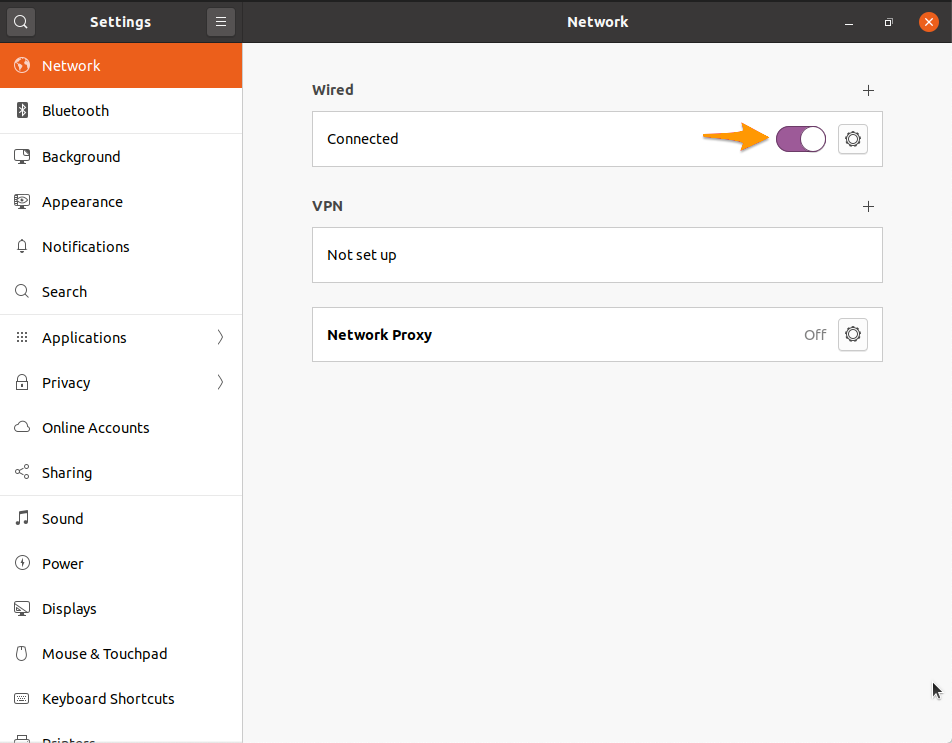 Settings
Network
Network
Bluetooth
Background
Appearance
Notifications
Search
Applications
Privacy
Online Accounts
Sharing
Sound
Power
Displays
Mouse & Touchpad
Keyboard Shortcuts
Printers
Wired
Connected
VPN
Not set up
Network Proxy Off